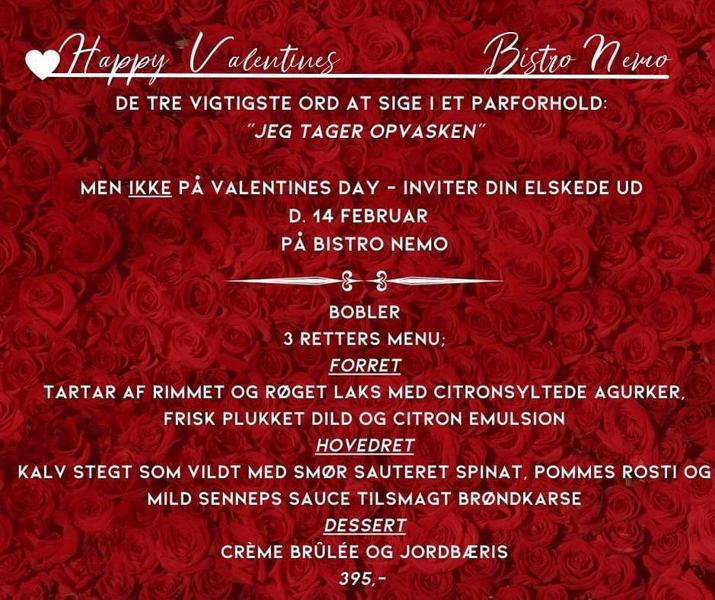 Happy Valentines Bistro Nemo
DE TRE VIGTIGSTE ORD AT SIGE I ET PARFORHOLD:
"JEG TAGER OPVASKEN"
MEN IKKE PÅ VALENTINES DAY - INVITER DIN ELSKEDE UD
D. 14 FEBRUAR
PÅ BISTRO NEMO
BOBLER
3 RETTERS MENU;
FORRET
TARTAR AF RIMMET OG RØGET LAKS MED CITRONSYLTEDE AGURKER,
FRISK PLUKKET DILD OG CITRON EMULSION
HOVEDRET
KALV STEGT SOM VILDT MED SMØR SAUTERET SPINAT, POMMES ROSTI OG
MILD SENNEPS SAUCE TILSMAGT BRØNDKARSE
DESSERT
CRÈME BRÛLÉE OG JORDBÆRIS
395,-